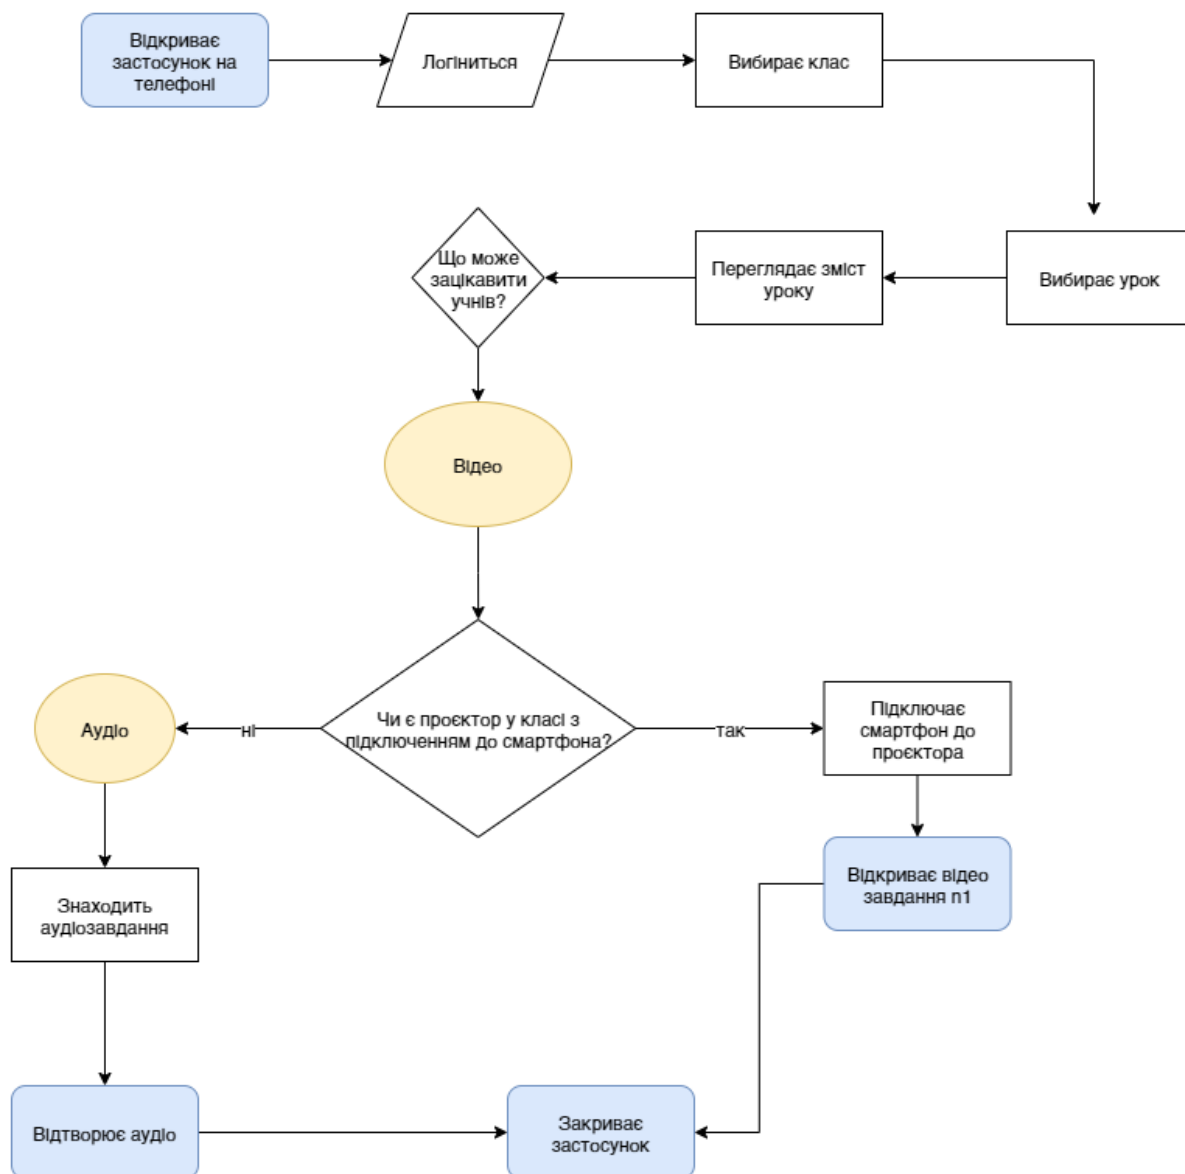 Відкриває
застосунок на
телефоні
Логіниться
Вибирає клас
Що може
зацікавити
учнів?
Переглядає зміст
уроку
Вибирає урок
Відео
Аудіо
ні
Чи є проєктор у класі з
підключенням до смартфона?
так
Підключає
смартфон до
проєктора
Знаходить
аудіозавдання
Відкриває відео
завдання n1
Відтворює аудіо
Закриває
застосунок